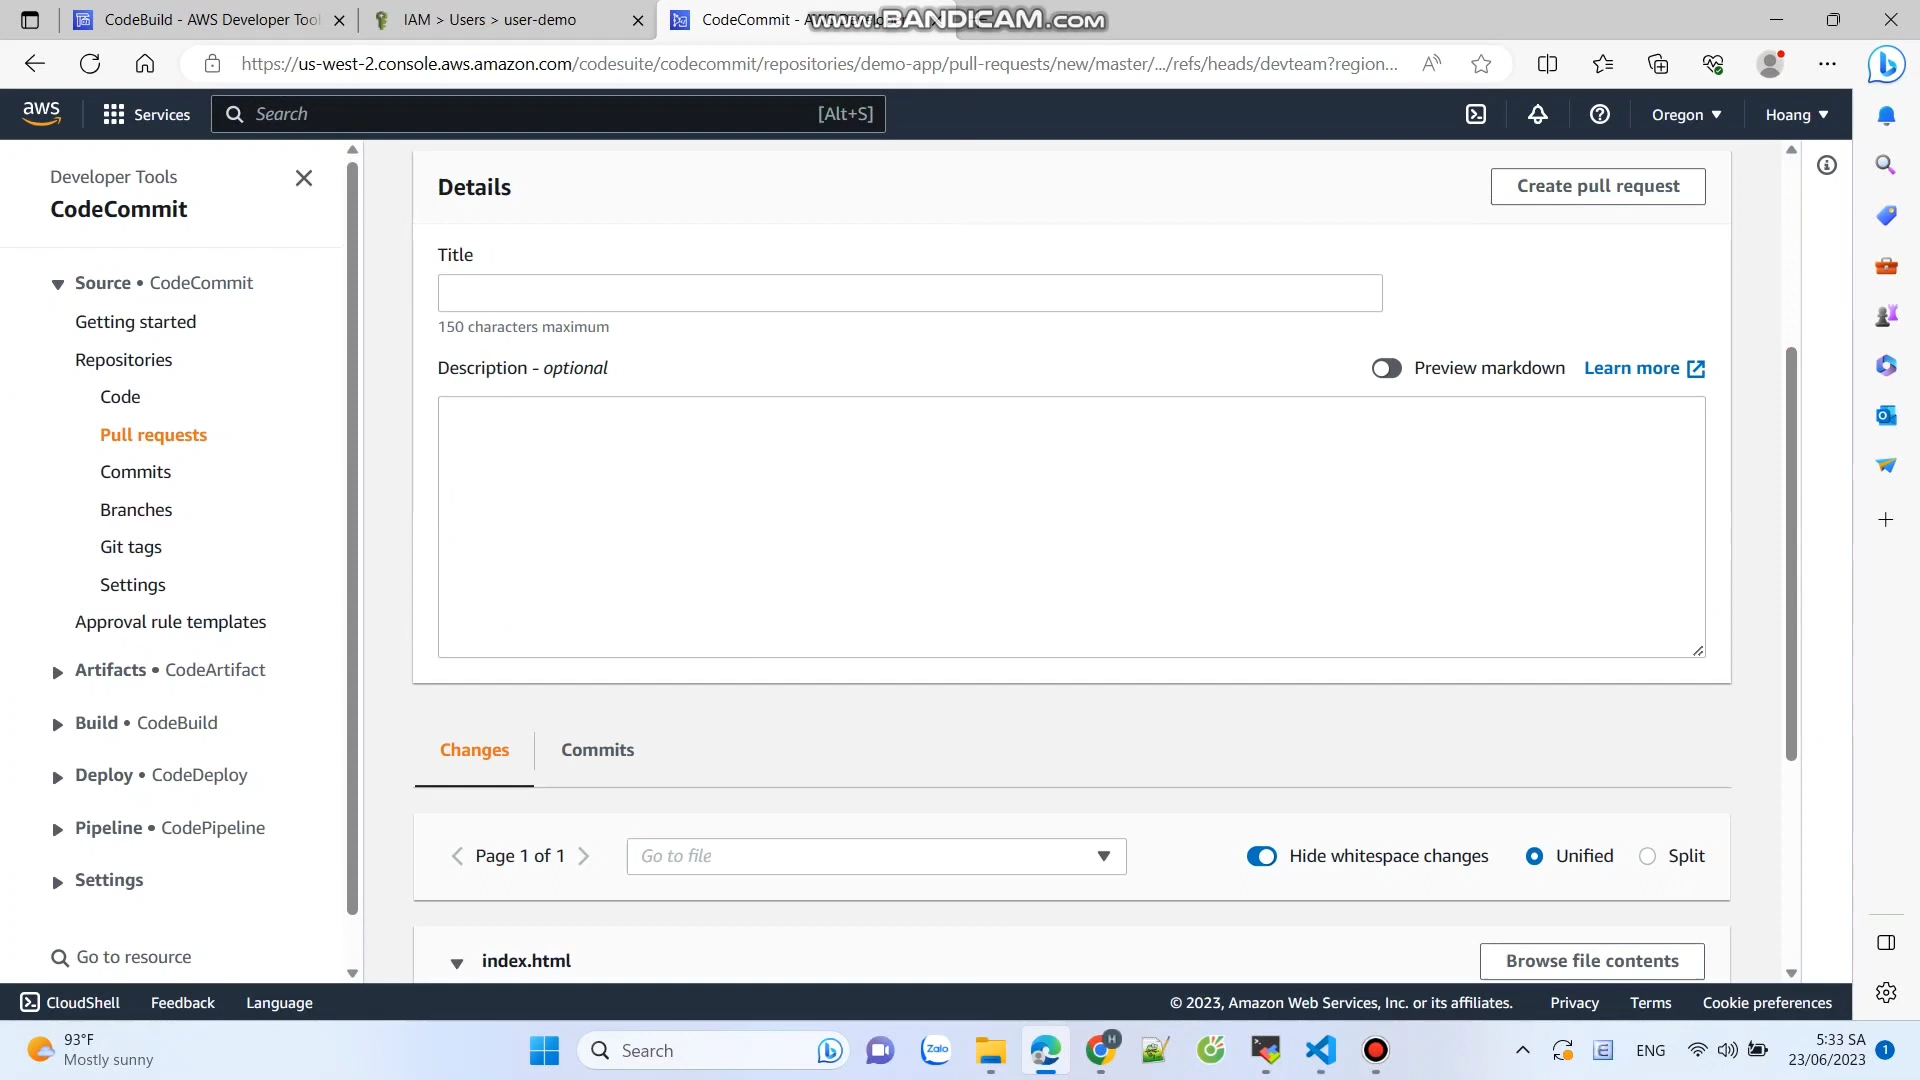 CodeBuild - AWS Developer Tool
IAM > Users > user-demo
CodeCommit -
www.BANDICAM.com
https://us-west-2.console.aws.amazon.com/codesuite/codecommit/repositories/demo-app/pull-requests/new/master/.../refs/heads/devteam?region...
aws
Services
Search
[Alt+S]
Oregon
Hoang
Developer Tools
CodeCommit
Source • CodeCommit
Getting started
Repositories
Code
Pull requests
Commits
Branches
Git tags
Settings
Approval rule templates
Artifacts • CodeArtifact
Build • CodeBuild
Deploy • CodeDeploy
Pipeline • CodePipeline
Settings
Go to resource
Details
Create pull request
Title
150 characters maximum
Description - optional
Preview markdown
Learn more
Changes
Commits
Page 1 of 1
Go to file
Hide whitespace changes
Unified
Split
index.html
Browse file contents
CloudShell
Feedback
Language
© 2023, Amazon Web Services, Inc. or its affiliates.
Privacy
Terms
Cookie preferences
93°F
Mostly sunny
Search
Zalo
H
ENG
5:33 SA
23/06/2023
1